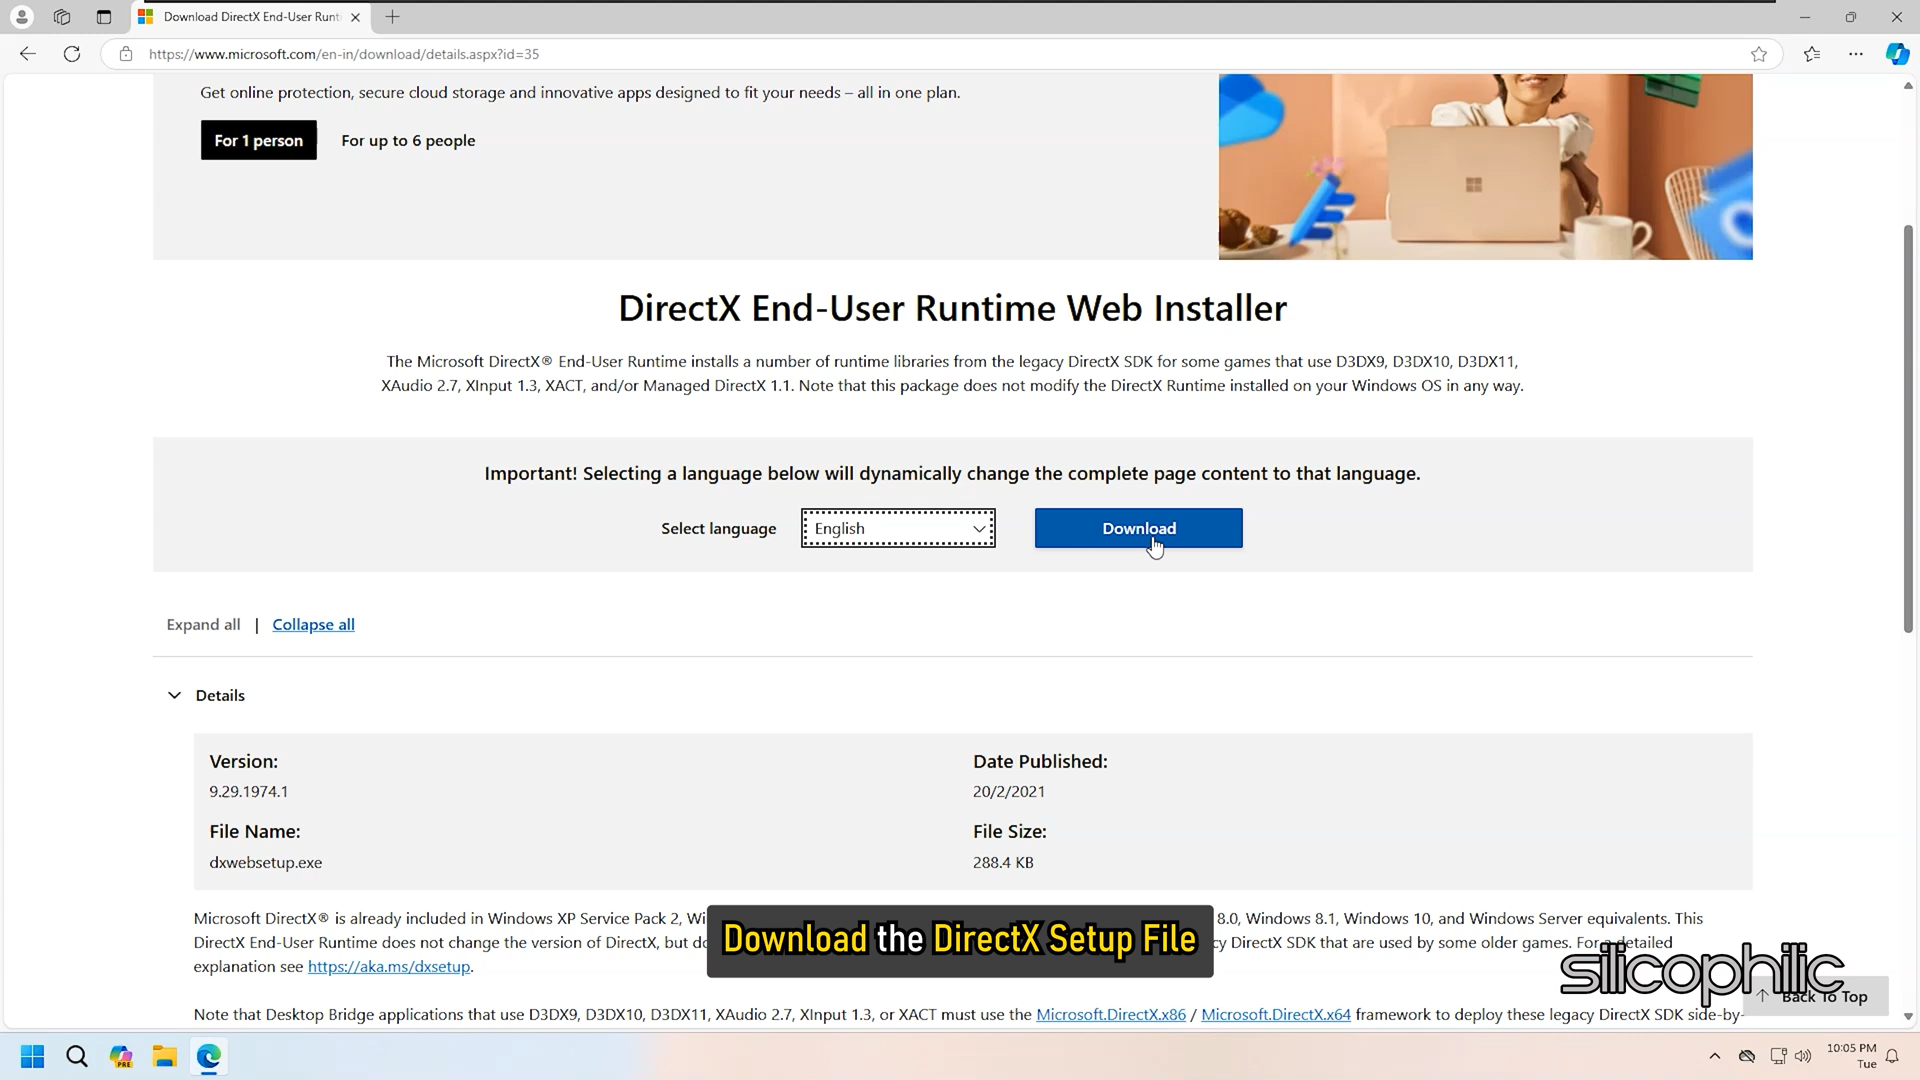 Download DirectX End-User Runt
https://www.microsoft.com/en-in/download/details.aspx?id=35
Get online protection, secure cloud storage and innovative apps designed to fit your needs – all in one plan.
For 1 person
For up to 6 people
DirectX End-User Runtime Web Installer
The Microsoft DirectX® End-User Runtime installs a number of runtime libraries from the legacy DirectX SDK for some games that use D3DX9, D3DX10, D3DX11,
XAudio 2.7, XInput 1.3, XACT, and/or Managed DirectX 1.1. Note that this package does not modify the DirectX Runtime installed on your Windows OS in any way.
Important! Selecting a language below will dynamically change the complete page content to that language.
Select language
English
Download
Expand all | Collapse all
Details
Version:
9.29.1974.1
Date Published:
20/2/2021
File Name:
dxwebsetup.exe
File Size:
288.4 KB
Microsoft DirectX® is already included in Windows XP Service Pack 2, Wi 8.0, Windows 8.1, Windows 10, and Windows Server equivalents. This
DirectX End-User Runtime does not change the version of DirectX, but do cy DirectX SDK that are used by some older games. For a detailed
explanation see https://aka.ms/dxsetup.
Download the DirectX Setup File
silicophilic
Back To Top
Note that Desktop Bridge applications that use D3DX9, D3DX10, D3DX11, XAudio 2.7, XInput 1.3, or XACT must use the Microsoft.DirectX.x86 / Microsoft.DirectX.x64 framework to deploy these legacy DirectX SDK side-by-
PRE
10:05 PM
Tue